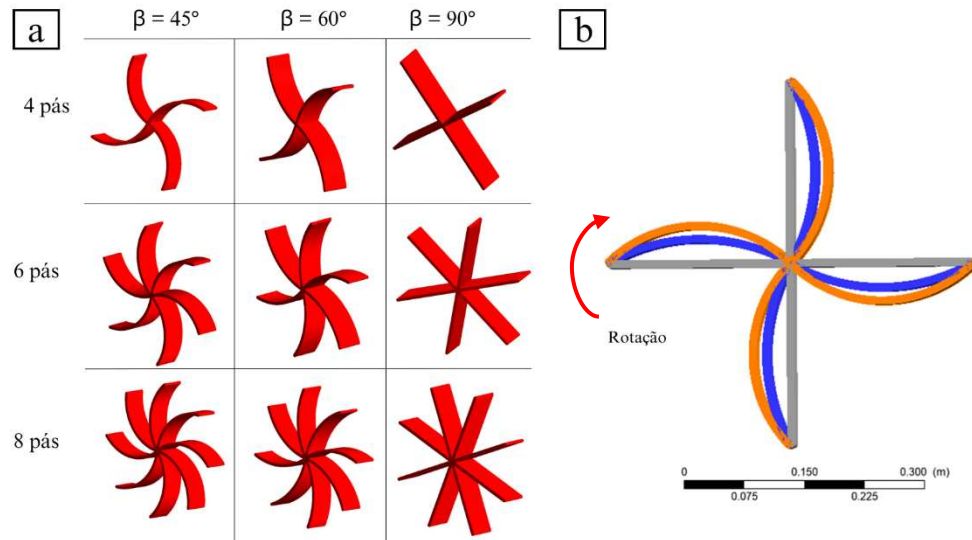 a
β = 45°
β = 60°
β = 90°
4 pás
6 pás
8 pás
b
Rotação
0
0.150
0.300 (m)
0.075
0.225